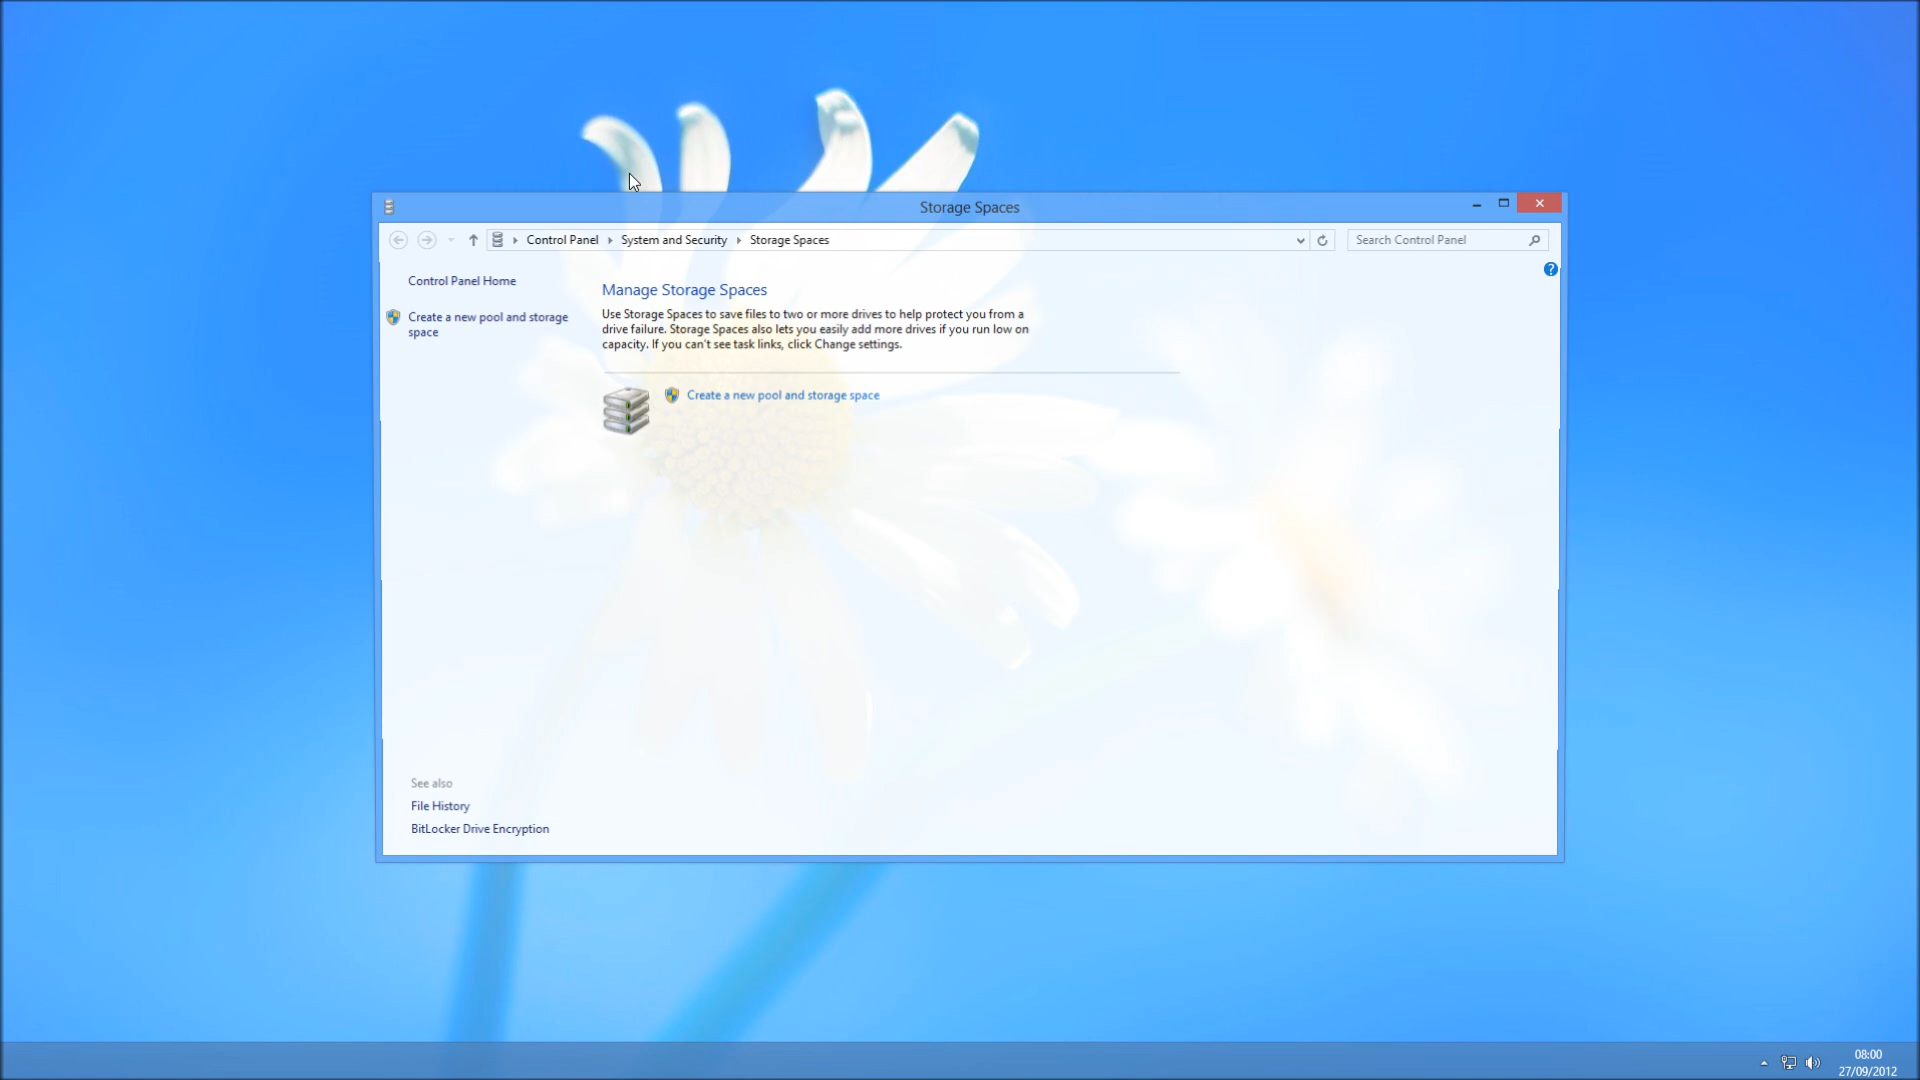 Storage Spaces
Control Panel
System and Security
Storage Spaces
Search Control Panel
Control Panel Home
Create a new pool and storage
space
Manage Storage Spaces
Use Storage Spaces to save files to two or more drives to help protect you from a
drive failure. Storage Spaces also lets you easily add more drives if you run low on
capacity. If you can't see task links, click Change settings.
Create a new pool and storage space
See also
File History
BitLocker Drive Encryption
08:00
27/09/2012